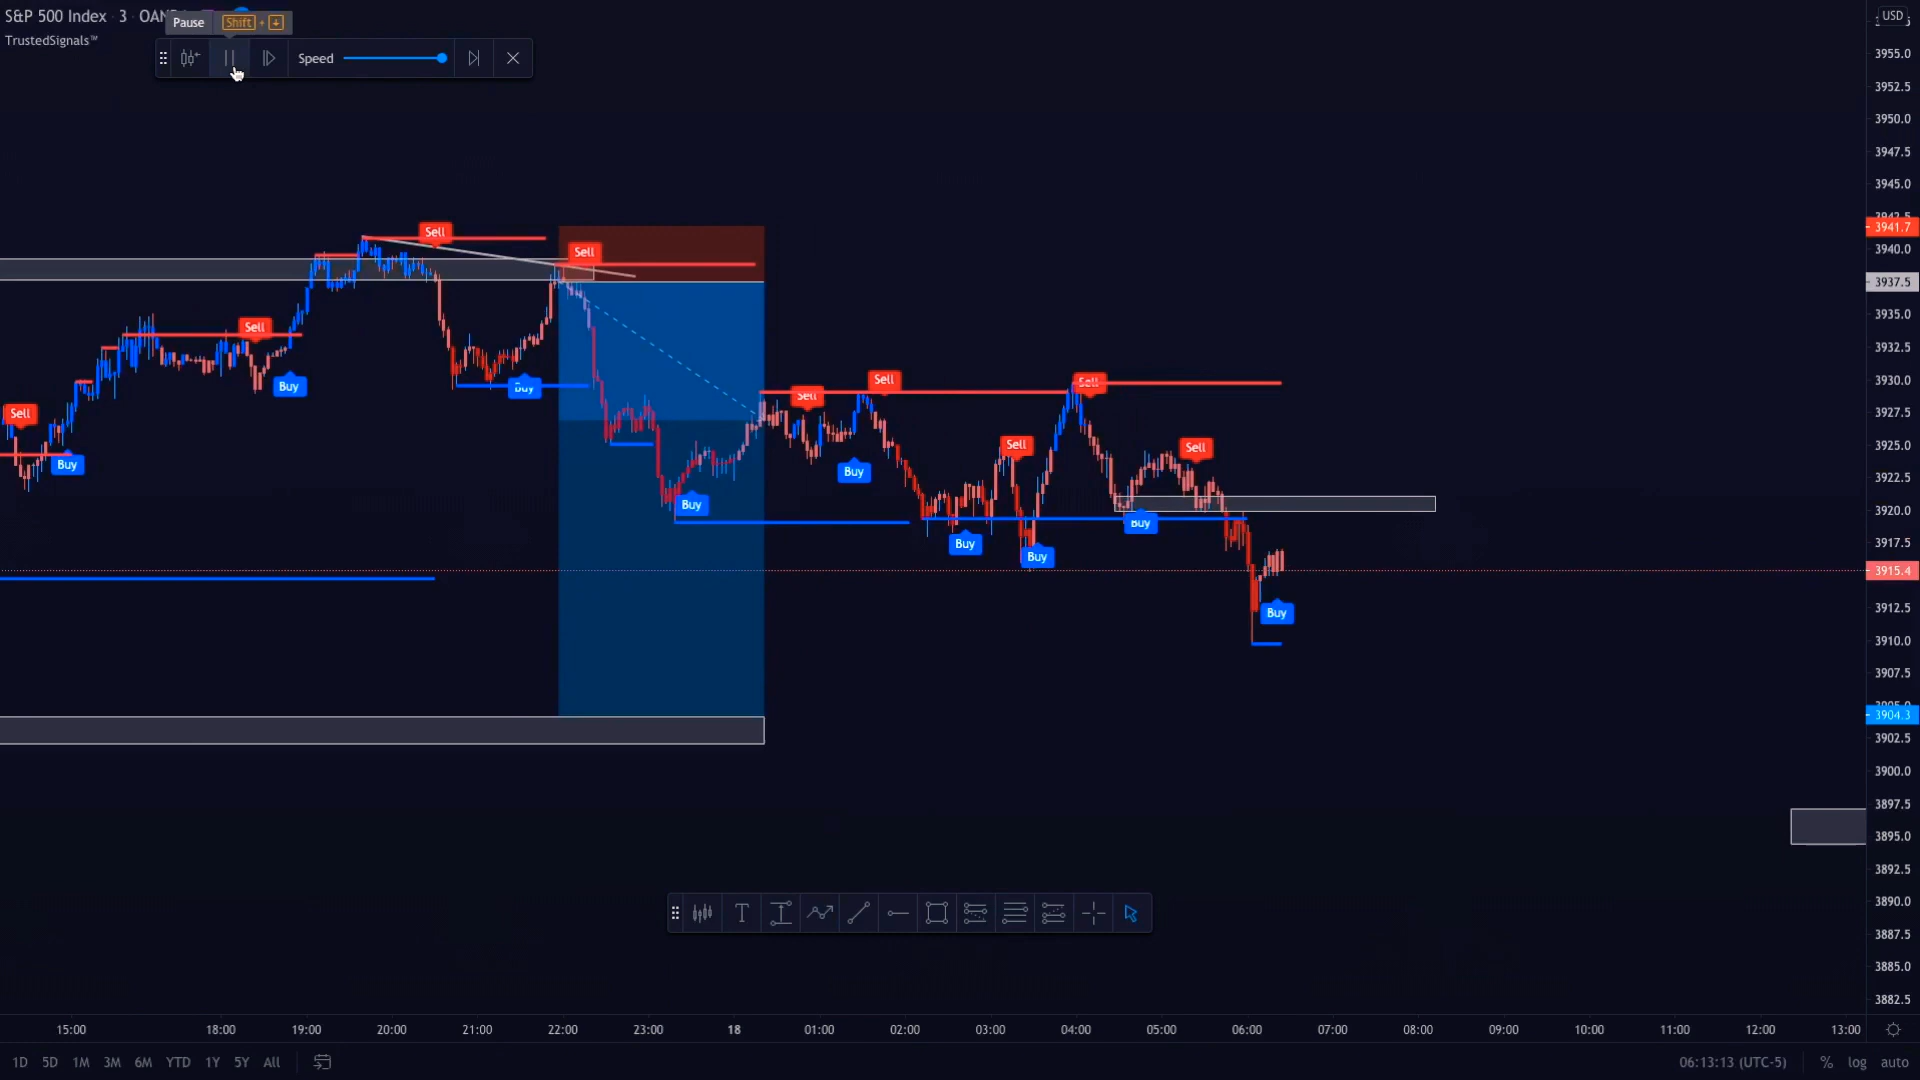 S&P 500 Index · 3 · OAN
Pause Shift + ↓
TrustedSignals™
Speed
USD
3955.0
3952.5
3950.0
3947.5
3945.0
3942.5
3941.7
3940.0
3937.5
3935.0
3932.5
3930.0
3927.5
3925.0
3922.5
3920.0
3917.5
3915.4
3912.5
3910.0
3907.5
3904.3
3902.5
3900.0
3897.5
3895.0
3892.5
3890.0
3887.5
3885.0
3882.5
Sell
Sell
Sell
Sell
Sell
Sell
Sell
Sell
Sell
Buy
Buy
Buy
Buy
Buy
Buy
Buy
Buy
Buy
15:00 18:00 19:00 20:00 21:00 22:00 23:00 18 01:00 02:00 03:00 04:00 05:00 06:00 07:00 08:00 09:00 10:00 11:00 12:00 13:00
1D 5D 1M 3M 6M YTD 1Y 5Y All 06:13:13 (UTC-5) % log auto